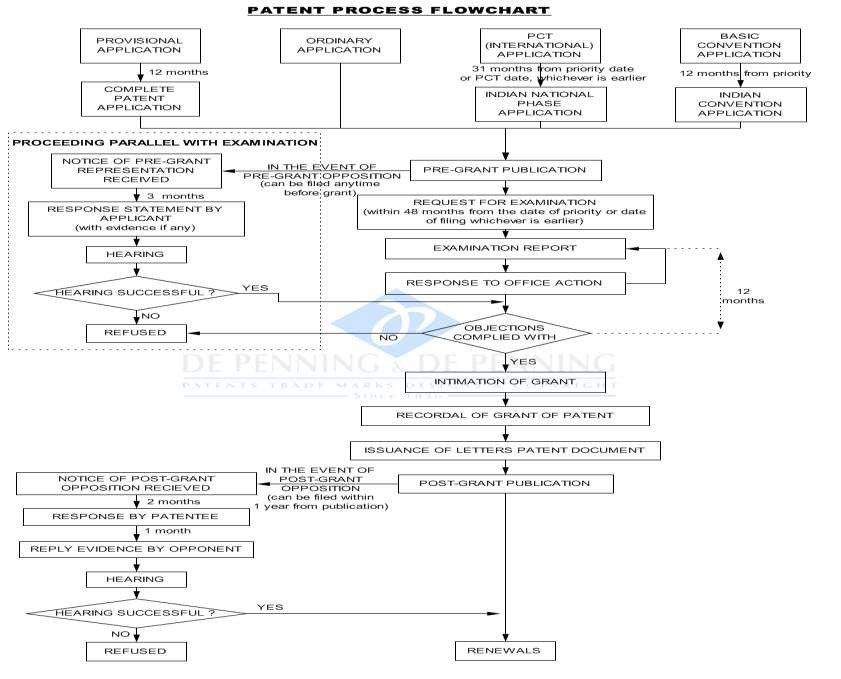 PATENT PROCESS FLOWCHART
PROVISIONAL
APPLICATION
ORDINARY
APPLICATION
PCT
(INTERNATIONAL)
APPLICATION
BASIC
CONVENTION
APPLICATION
12 months
31 months from priority date
or PCT date, whichever is earlier
12 months from priority
COMPLETE
PATENT
APPLICATION
INDIAN NATIONAL
PHASE
APPLICATION
INDIAN
CONVENTION
APPLICATION
PROCEEDING PARALLEL WITH EXAMINATION
NOTICE OF PRE-GRANT
REPRESENTATION
RECEIVED
IN THE EVENT OF
PRE-GRANT OPPOSITION
(can be filed anytime
before grant)
PRE-GRANT PUBLICATION
3 months
REQUEST FOR EXAMINATION
(within 48 months from the date of priority or date
of filing whichever is earlier)
RESPONSE STATEMENT BY
APPLICANT
(with evidence if any)
EXAMINATION REPORT
HEARING
RESPONSE TO OFFICE ACTION
12
months
HEARING SUCCESSFUL ?
YES
NO
REFUSED
OBJECTIONS
COMPLIED WITH
NO
YES
DE PENNING & DE PENNING
PATENTS TRADE MARKS DESIGNS COPYRIGHT
Since 1856
INTIMATION OF GRANT
RECORDAL OF GRANT OF PATENT
ISSUANCE OF LETTERS PATENT DOCUMENT
NOTICE OF POST-GRANT
OPPOSITION RECIEVED
IN THE EVENT OF
POST-GRANT
OPPOSITION
(can be filed within
1 year from publication)
POST-GRANT PUBLICATION
2 months
RESPONSE BY PATENTEE
1 month
REPLY EVIDENCE BY OPPONENT
HEARING
HEARING SUCCESSFUL ?
YES
NO
REFUSED
RENEWALS